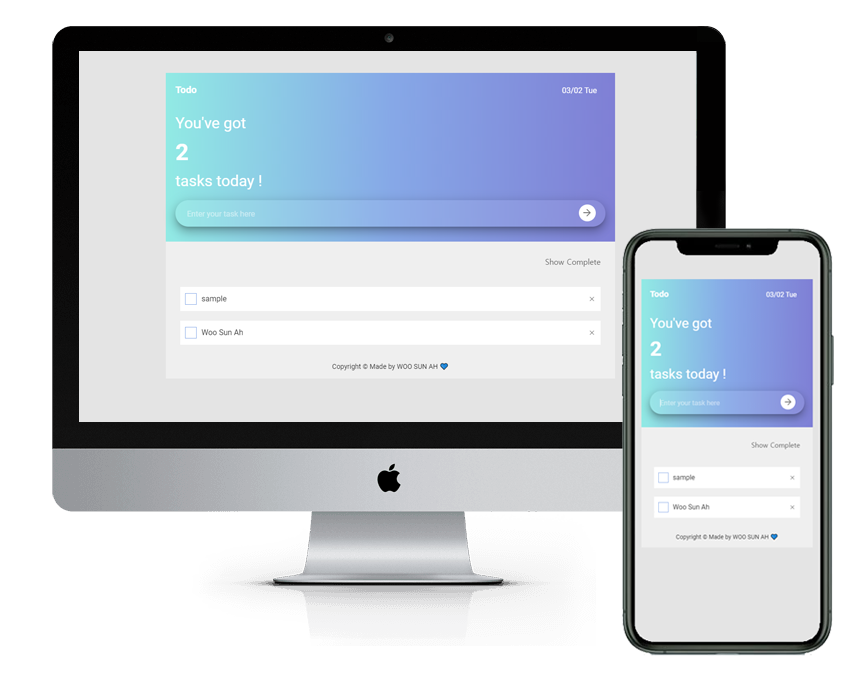 Todo
03/02 Tue
You've got
2
tasks today !
Enter your task here
Show Complete
sample
Woo Sun Ah
Copyright © Made by WOO SUN AH 💙
Todo
03/02 Tue
You've got
2
tasks today !
Enter your task here
Show Complete
sample
Woo Sun Ah
Copyright © Made by WOO SUN AH 💙